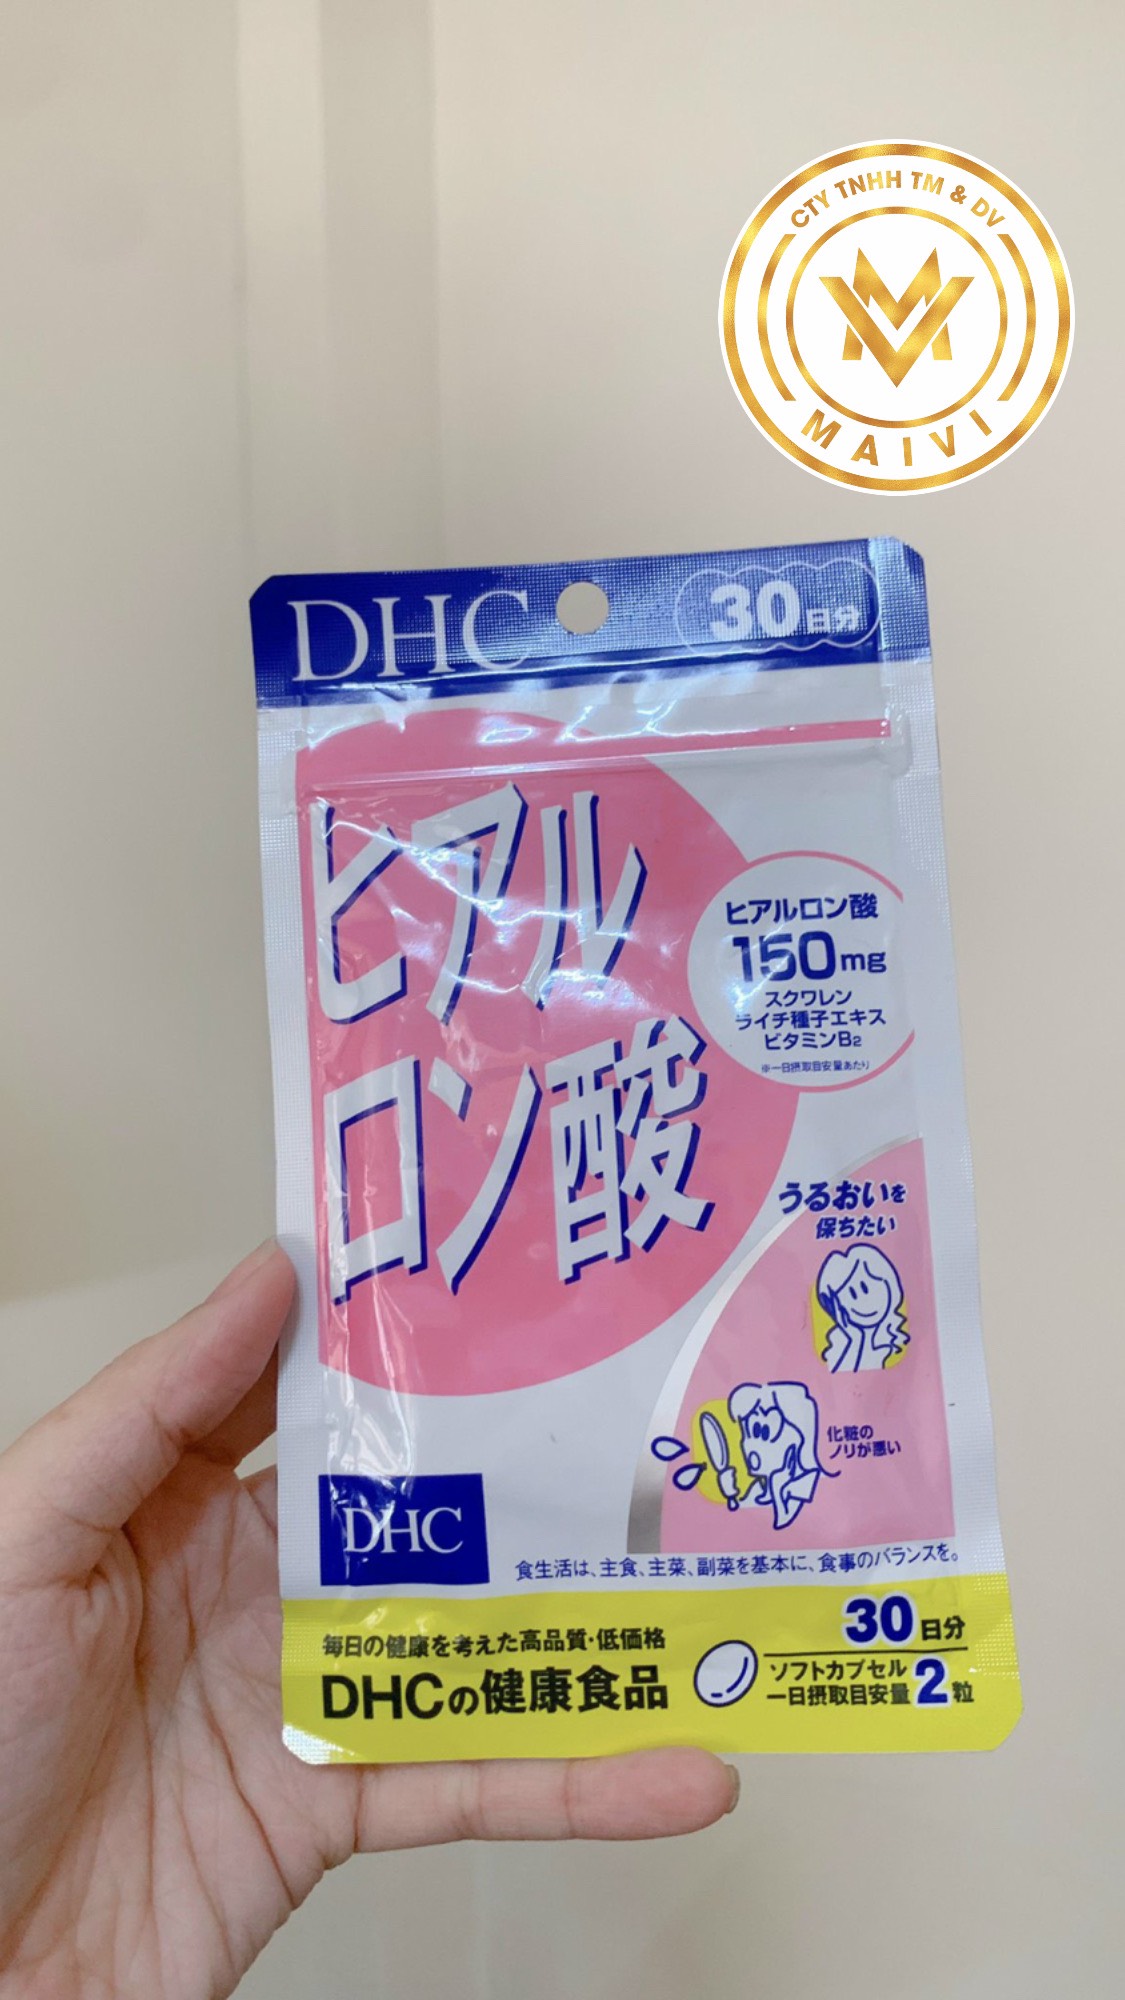 CTY TNHH TM & DV
MV
MAIVI
DHC
30日分
ヒアル
ロン酸
ヒアルロン酸
150mg
スクワレン
ライチ種子エキス
ビタミンB2
※一日摂取目安量あたり
うるおいを
保ちたい
化粧の
ノリが悪い
DHC
食生活は、主食、主菜、副菜を基本に、食事のバランスを。
毎日の健康を考えた高品質・低価格
DHCの健康食品
30日分
ソフトカプセル
一日摂取目安量2粒